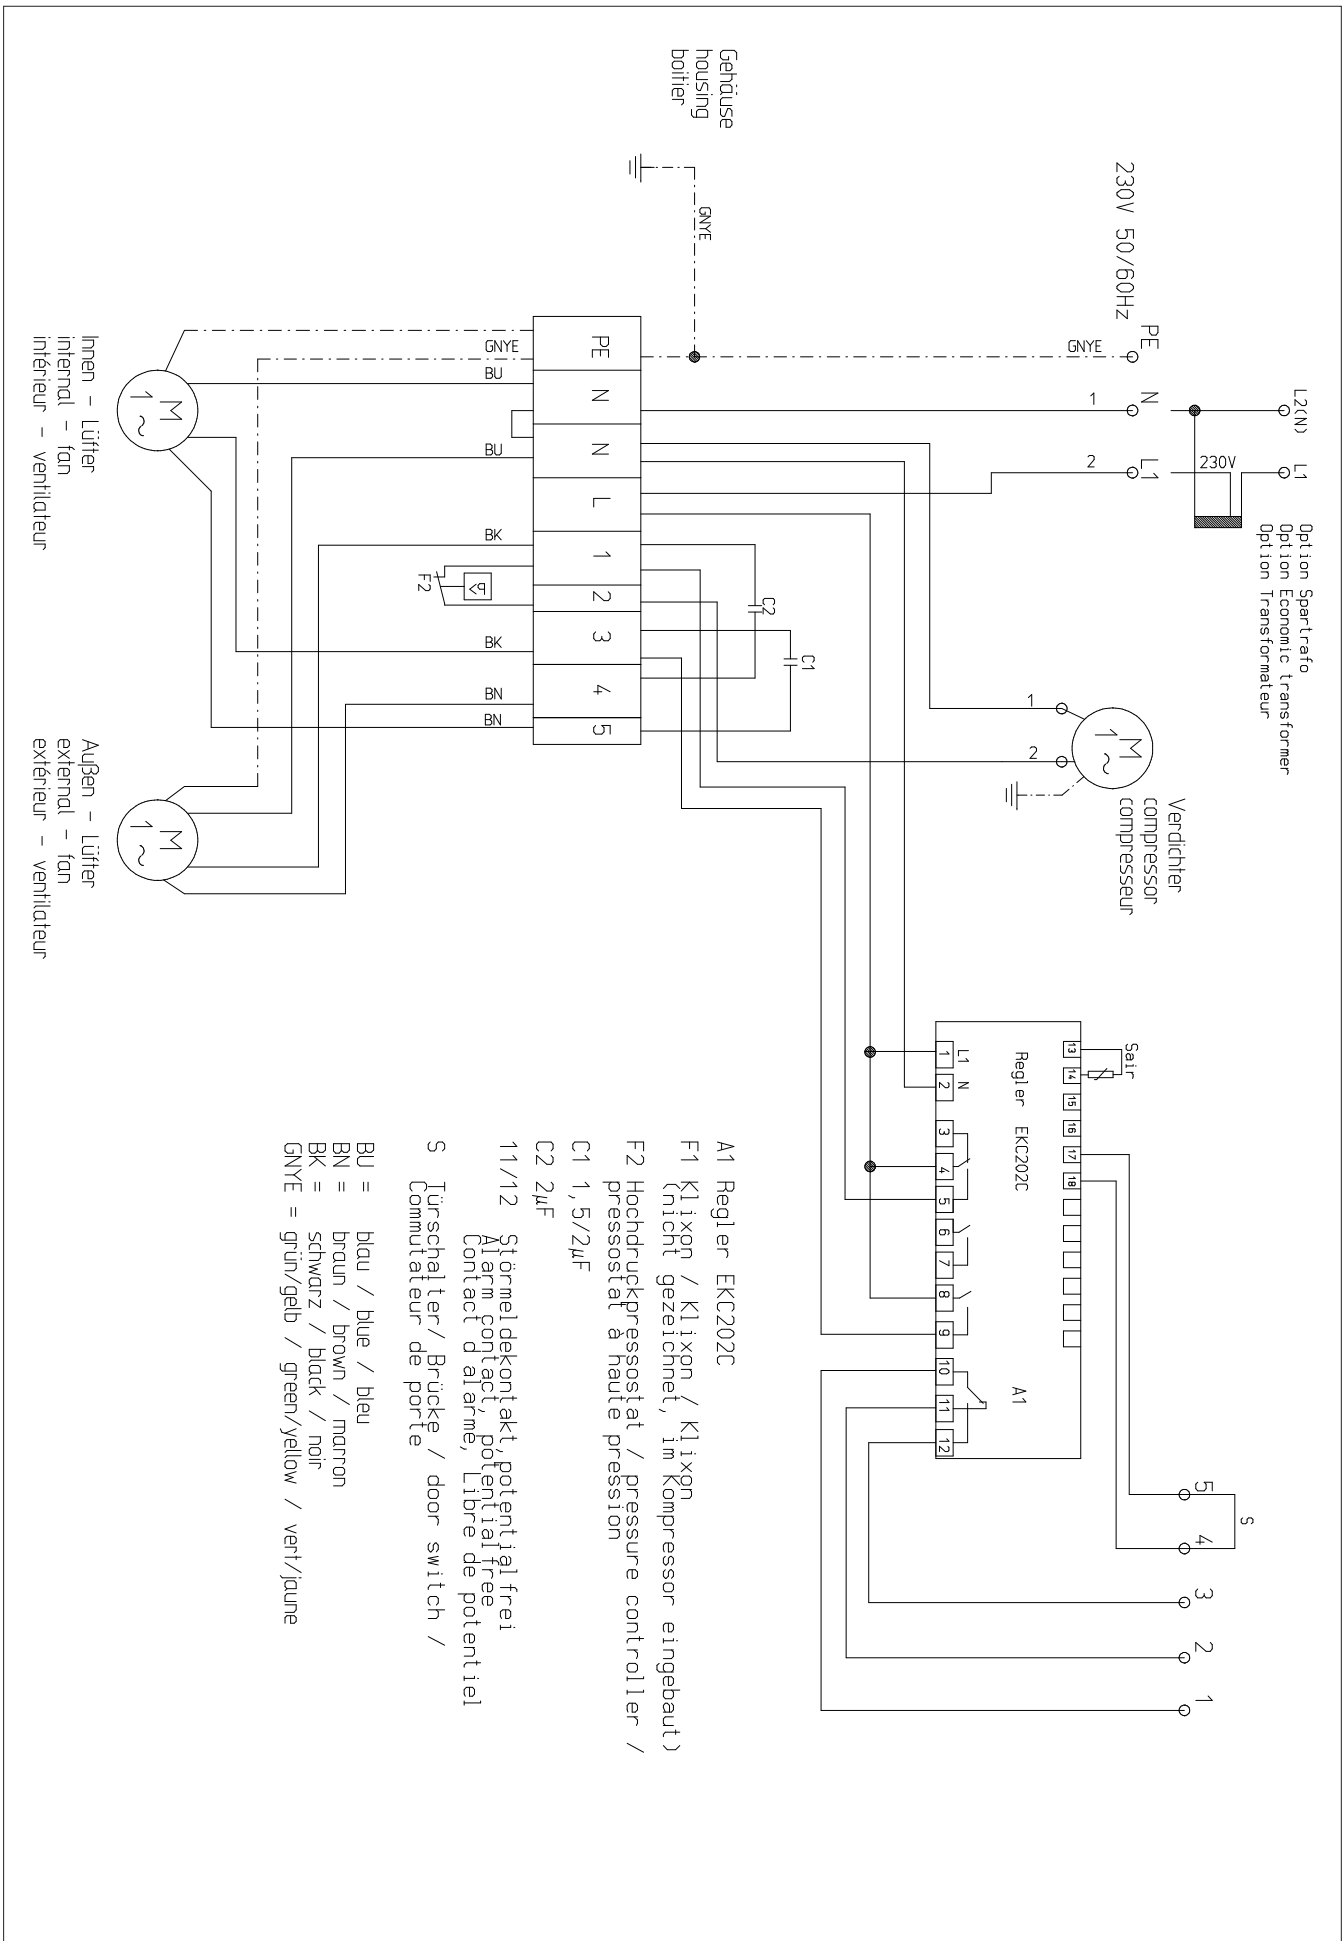 L2(N)
L1
Option Spartrafo
Option Economic transformer
Option Transformateur
230V
230V 50/60Hz
PE
N
L1
GNYE
1
2
Gehäuse
housing
boitier
GNYE
Verdichter
compressor
compresseur
M
1 ~
1
2
C1
C2
PE
N
N
L
1
2
3
4
5
GNYE
BU
BU
BK
F2
P>
BK
BN
BN
M
1 ~
Innen - Lüfter
internal - fan
intérieur - ventilateur
M
1 ~
Außen - Lüfter
external - fan
extérieur - ventilateur
S
5
4
3
2
1
Sair
13
14
15
16
17
18
Regler EKC202C
A1
L1
N
1
2
3
4
5
6
7
8
9
10
11
12
A1 Regler EKC202C
F1 Klixon / Klixon / Klixon
(nicht gezeichnet, im Kompressor eingebaut)
F2 Hochdruckpressostat / pressure controller /
pressostat à haute pression
C1 1,5/2µF
C2 2µF
11/12 Störmeldekontakt, potentialfrei
Alarm contact, potentialfree
Contact d alarme, Libre de potentiel
S Türschalter/ Brücke / door switch /
Commutateur de porte
BU = blau / blue / bleu
BN = braun / brown / marron
BK = schwarz / black / noir
GNYE = grün/gelb / green/yellow / vert/jaune